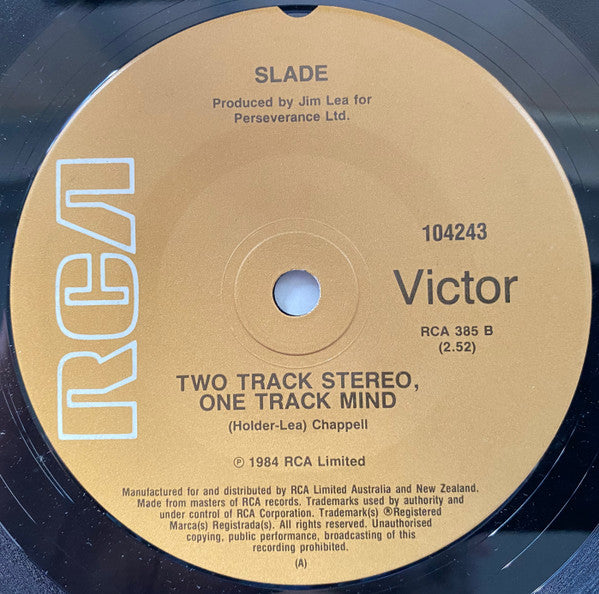 SLADE
Produced by Jim Lea for
Perseverance Ltd.
RCA
104243
Victor
RCA 385 B
(2.52)
TWO TRACK STEREO,
ONE TRACK MIND
(Holder-Lea) Chappell
℗ 1984 RCA Limited
Manufactured for and distributed by RCA Limited Australia and New Zealand.
Made from masters of RCA records. Trademarks used by authority and
under control of RCA Corporation. Trademark(s) ®Registered
Marca(s) Registrada(s). All rights reserved. Unauthorised
copying, public performance, broadcasting of this
recording prohibited.
(A)